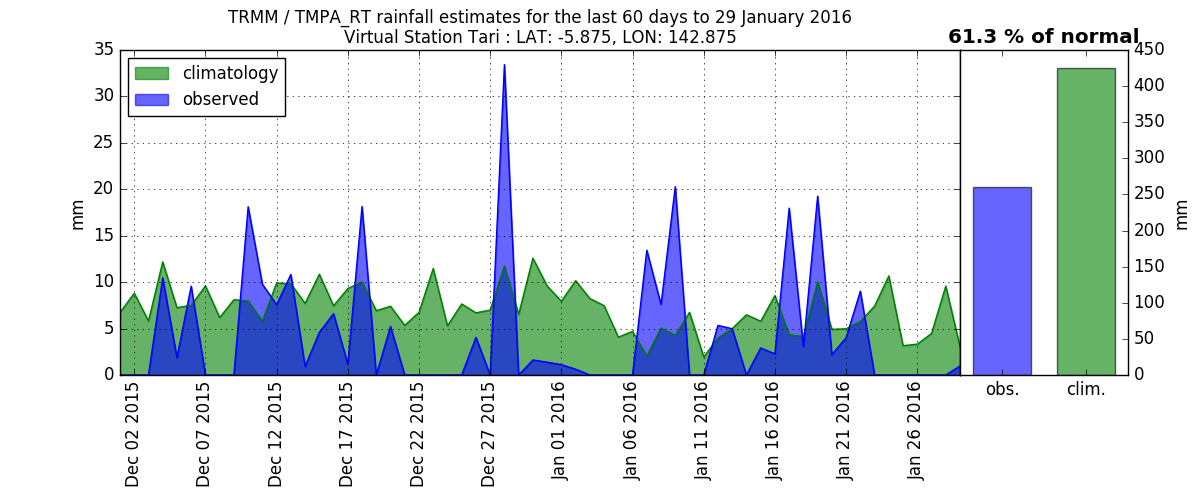 TRMM / TMPA_RT rainfall estimates for the last 60 days to 29 January 2016
Virtual Station Tari : LAT: -5.875, LON: 142.875
61.3 % of normal
climatology
observed
35
30
25
20
15
10
5
0
mm
Dec 02 2015
Dec 07 2015
Dec 12 2015
Dec 17 2015
Dec 22 2015
Dec 27 2015
Jan 01 2016
Jan 06 2016
Jan 11 2016
Jan 16 2016
Jan 21 2016
Jan 26 2016
450
400
350
300
250
200
150
100
50
0
mm
obs.
clim.